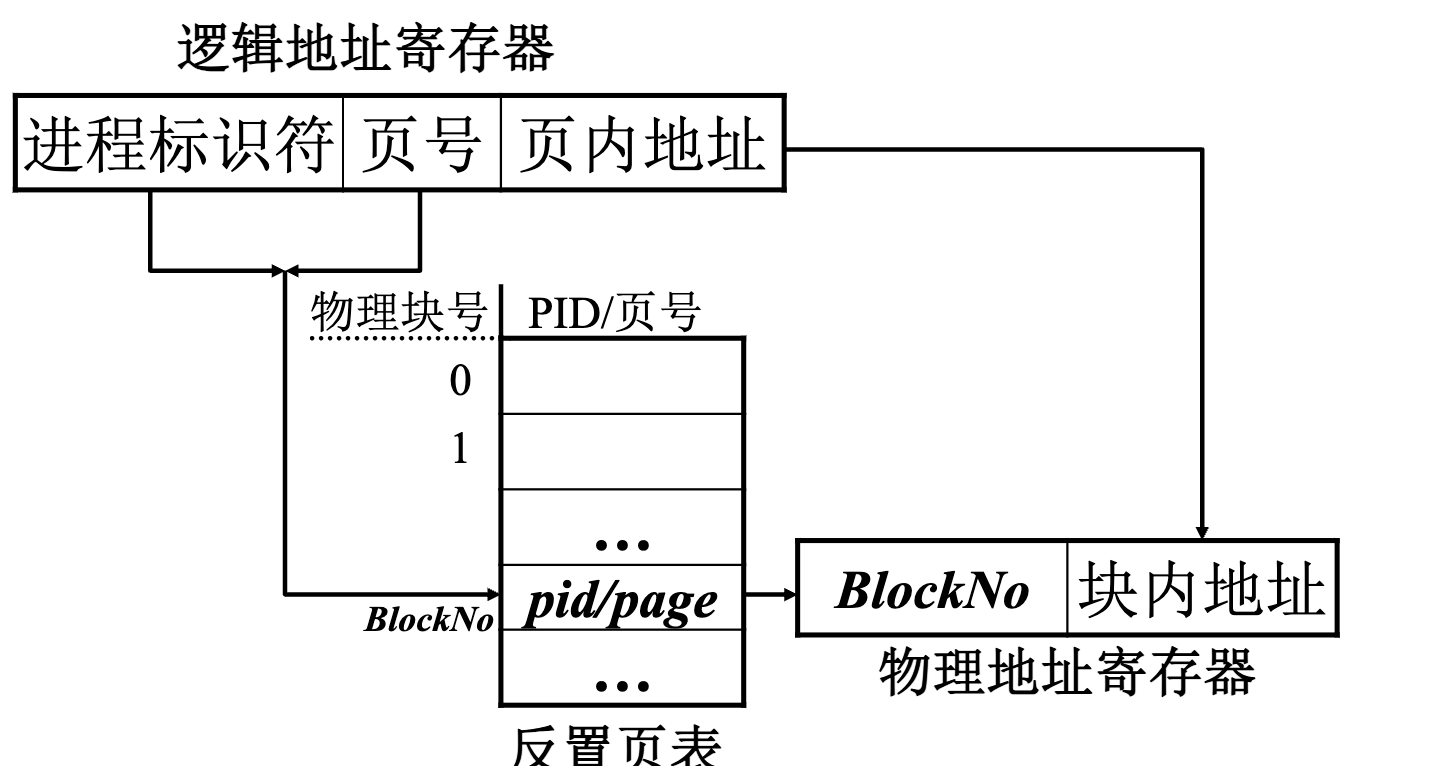 逻辑地址寄存器
进程标识符 页号 页内地址
物理块号 PID/页号
0
1
...
BlockNo pid/page
...
反置页表
BlockNo 块内地址
物理地址寄存器